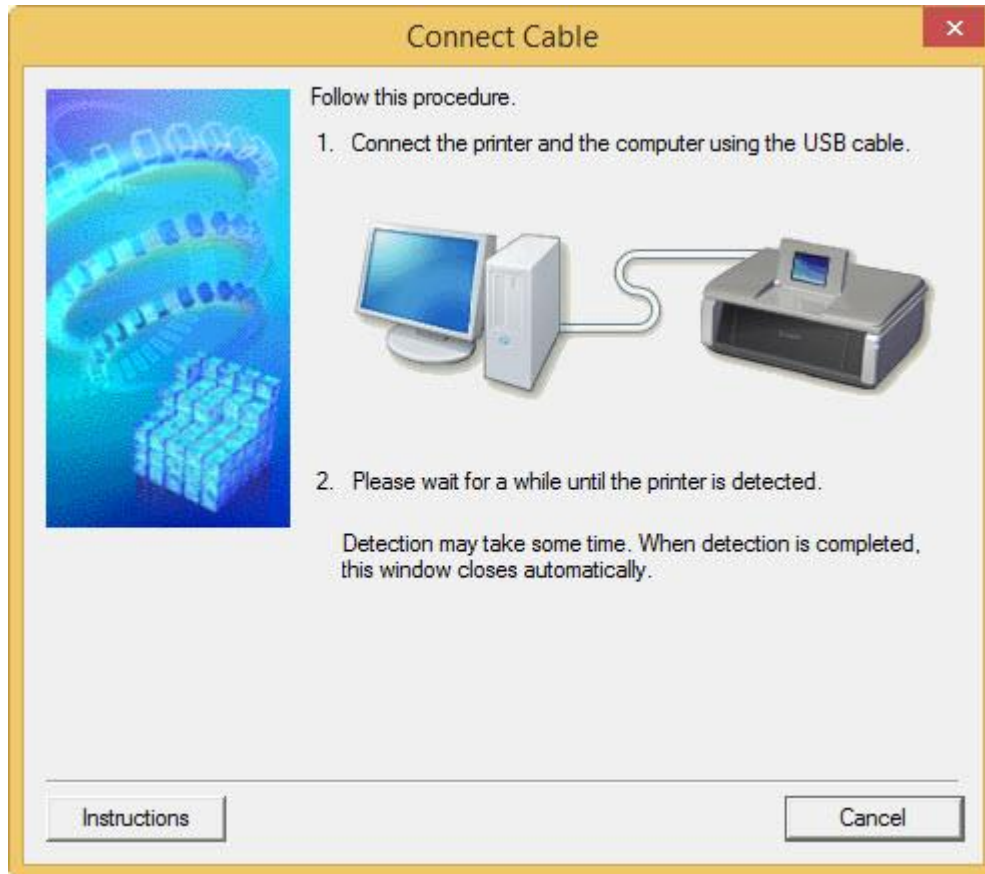 Connect Cable
Follow this procedure.
1. Connect the printer and the computer using the USB cable.
2. Please wait for a while until the printer is detected.
Detection may take some time. When detection is completed,
this window closes automatically.
Instructions
Cancel